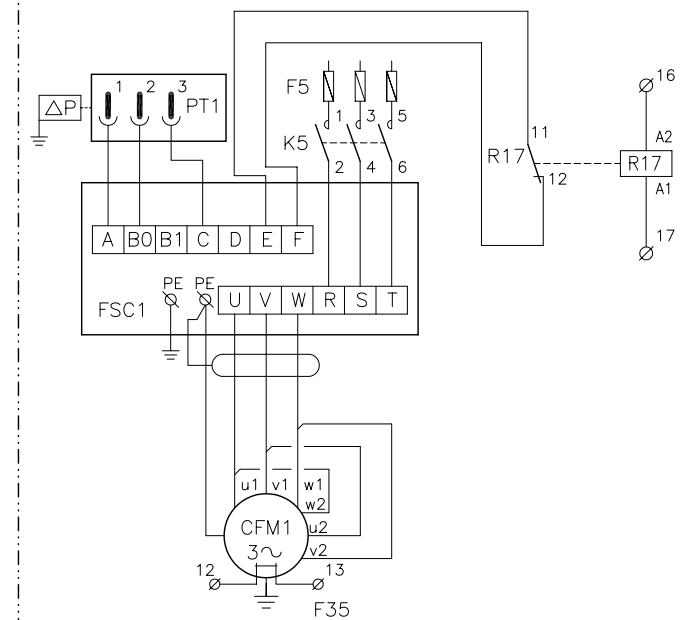 1 2 3
ΔP
PT1
F5
1 3 5
K5
2 4 6
11
R17
12
16
A2
R17
A1
17
A B0 B1 C D E F
PE PE
FSC1
U V W R S T
u1 v1 w1
w2
CFM1
u2
3~
v2
12 13
F35